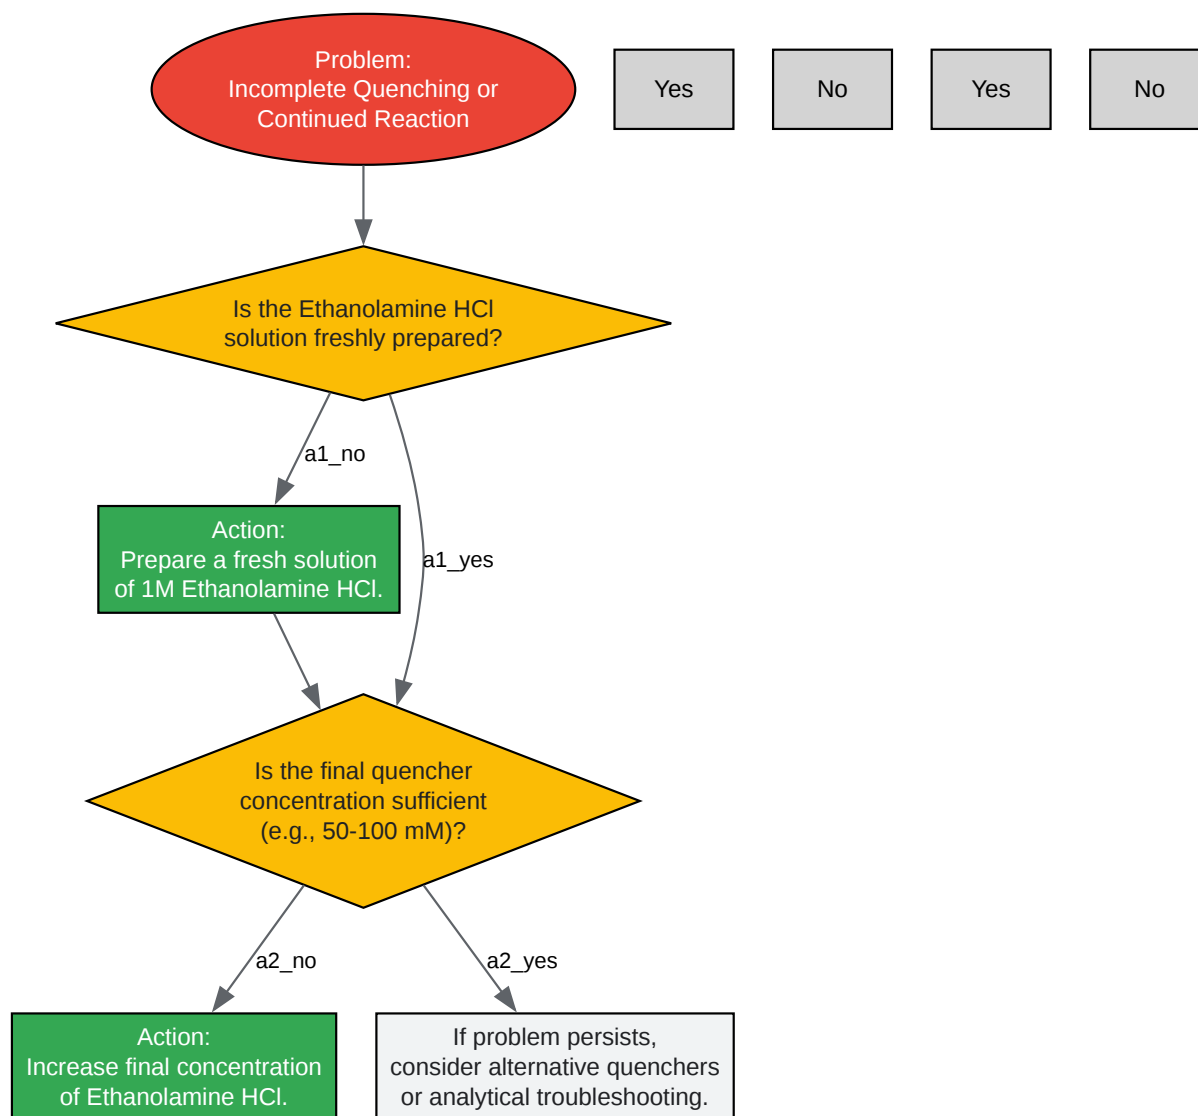 Problem:
Incomplete Quenching or
Continued Reaction
Yes
No
Yes
No
Is the Ethanolamine HCl
solution freshly prepared?
a1_no
Action:
Prepare a fresh solution
of 1M Ethanolamine HCl.
a1_yes
Is the final quencher
concentration sufficient
(e.g., 50-100 mM)?
a2_no
a2_yes
Action:
Increase final concentration
of Ethanolamine HCl.
If problem persists,
consider alternative quenchers
or analytical troubleshooting.